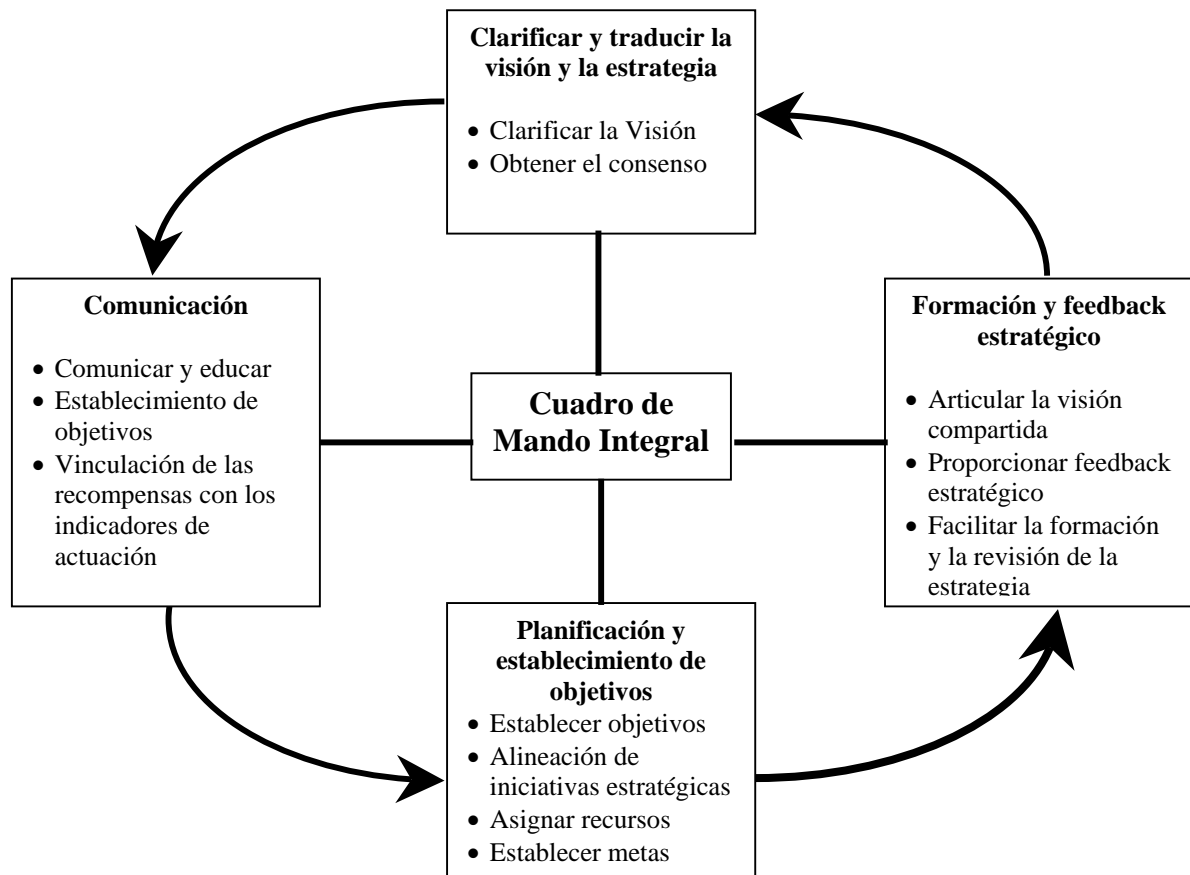 Clarificar y traducir la
visión y la estrategia
• Clarificar la Visión
• Obtener el consenso
Comunicación
• Comunicar y educar
• Establecimiento de
objetivos
• Vinculación de las
recompensas con los
indicadores de
actuación
Cuadro de
Mando Integral
Formación y feedback
estratégico
• Articular la visión
compartida
• Proporcionar feedback
estratégico
• Facilitar la formación
y la revisión de la
estrategia
Planificación y
establecimiento de
objetivos
• Establecer objetivos
• Alineación de
iniciativas estratégicas
• Asignar recursos
• Establecer metas